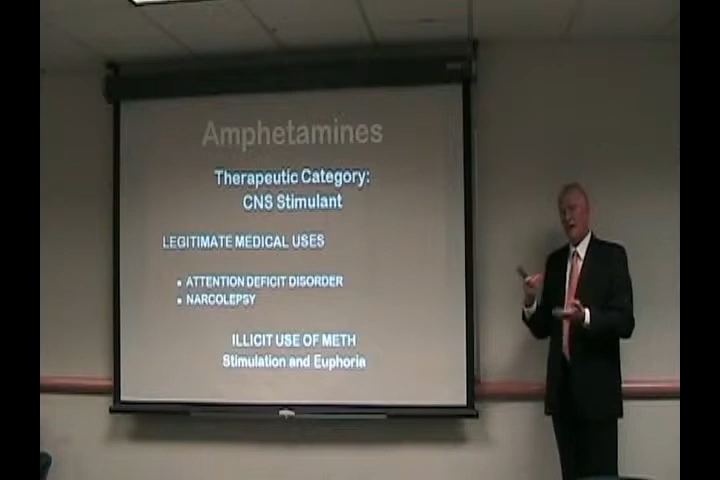 Amphetamines
Therapeutic Category:
CNS Stimulant
LEGITIMATE MEDICAL USES
• ATTENTION DEFICIT DISORDER
• NARCOLEPSY
ILLICIT USE OF METH
Stimulation and Euphoria